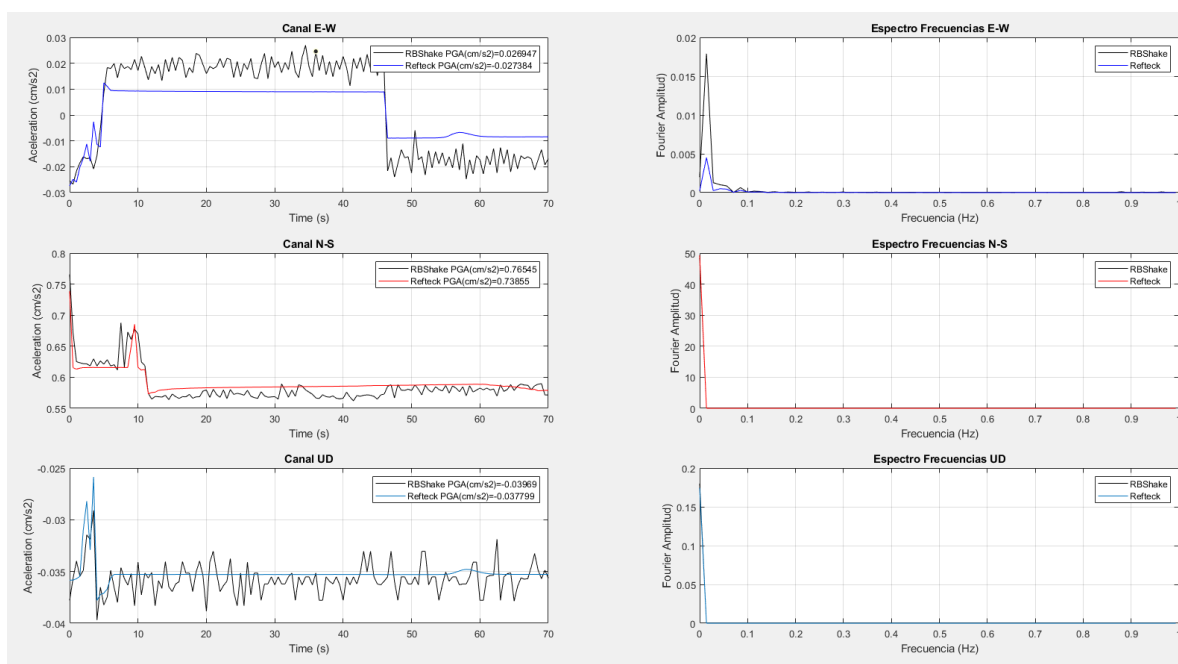 Canal E-W
Aceleration (cm/s2)
0.03
0.02
0.01
0
-0.01
-0.02
-0.03
RBShake PGA(cm/s2)=0.026947
Refteck PGA(cm/s2)=-0.027384
0 10 20 30 40 50 60 70
Time (s)
Espectro Frecuencias E-W
Fourier Amplitud)
0.02
0.015
0.01
0.005
0
RBShake
Refteck
0 0.1 0.2 0.3 0.4 0.5 0.6 0.7 0.8 0.9 1
Frecuencia (Hz)
Canal N-S
Aceleration (cm/s2)
0.8
0.75
0.7
0.65
0.6
0.55
RBShake PGA(cm/s2)=0.76545
Refteck PGA(cm/s2)=0.73855
0 10 20 30 40 50 60 70
Time (s)
Espectro Frecuencias N-S
Fourier Amplitud)
50
40
30
20
10
0
RBShake
Refteck
0 0.1 0.2 0.3 0.4 0.5 0.6 0.7 0.8 0.9 1
Frecuencia (Hz)
Canal UD
Aceleration (cm/s2)
-0.025
-0.03
-0.035
-0.04
RBShake PGA(cm/s2)=-0.03969
Refteck PGA(cm/s2)=-0.037799
0 10 20 30 40 50 60 70
Time (s)
Espectro Frecuencias UD
Fourier Amplitud)
0.2
0.15
0.1
0.05
0
RBShake
Refteck
0 0.1 0.2 0.3 0.4 0.5 0.6 0.7 0.8 0.9 1
Frecuencia (Hz)